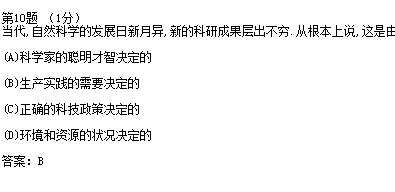 第10题 （1分）
当代,自然科学的发展日新月异,新的科研成果层出不穷.从根本上说,这是由
(A)科学家的聪明才智决定的
(B)生产实践的需要决定的
(C)正确的科技政策决定的
(D)环境和资源的状况决定的
答案: B